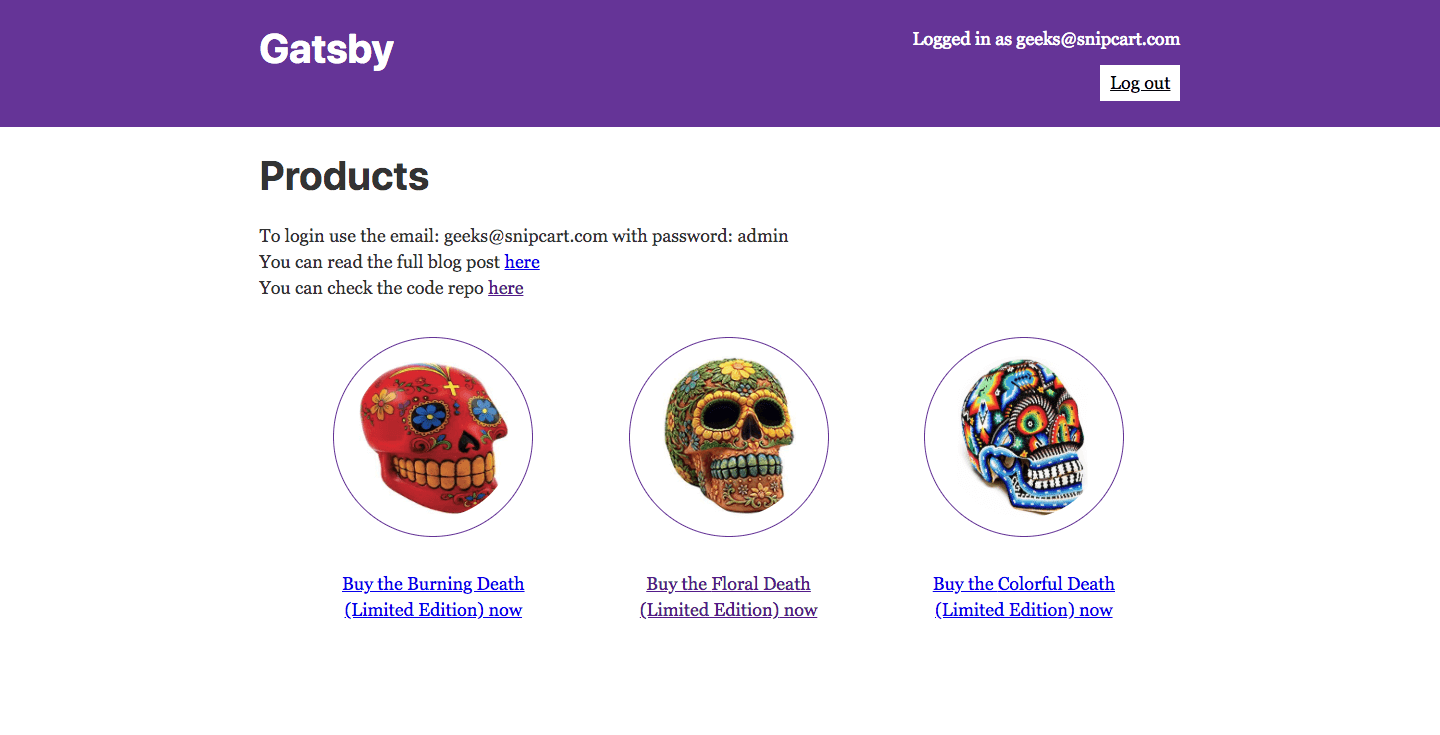 Gatsby
Logged in as geeks@snipcart.com
Log out
Products
To login use the email: geeks@snipcart.com with password: admin
You can read the full blog post here
You can check the code repo here
Buy the Burning Death
(Limited Edition) now
Buy the Floral Death
(Limited Edition) now
Buy the Colorful Death
(Limited Edition) now